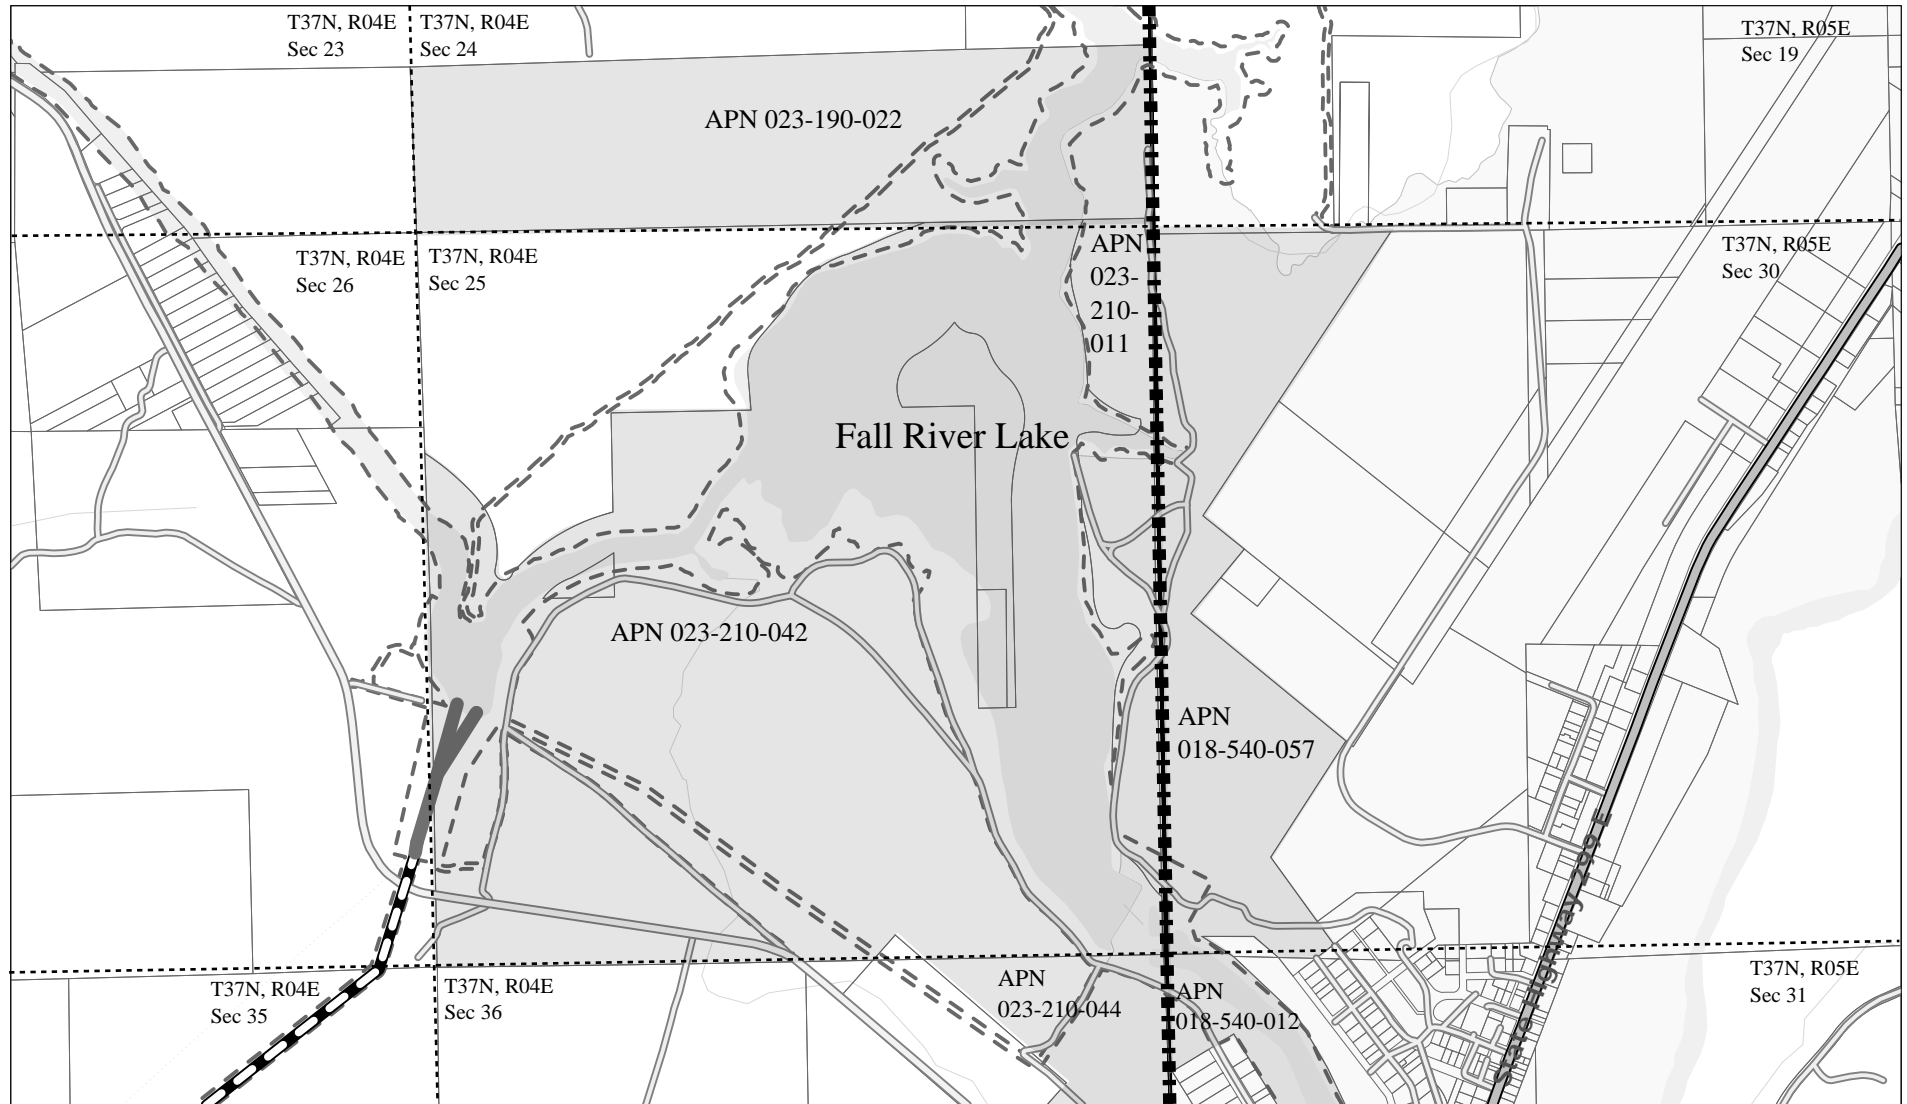 T37N, R04E
Sec 23
T37N, R04E
Sec 24
T37N, R05E
Sec 19
APN 023-190-022
T37N, R04E
Sec 26
T37N, R04E
Sec 25
APN
023-
210-
011
T37N, R05E
Sec 30
Fall River Lake
APN 023-210-042
APN
018-540-057
State Highway 299 E
T37N, R04E
Sec 35
T37N, R04E
Sec 36
APN
023-210-044
APN
018-540-012
T37N, R05E
Sec 31